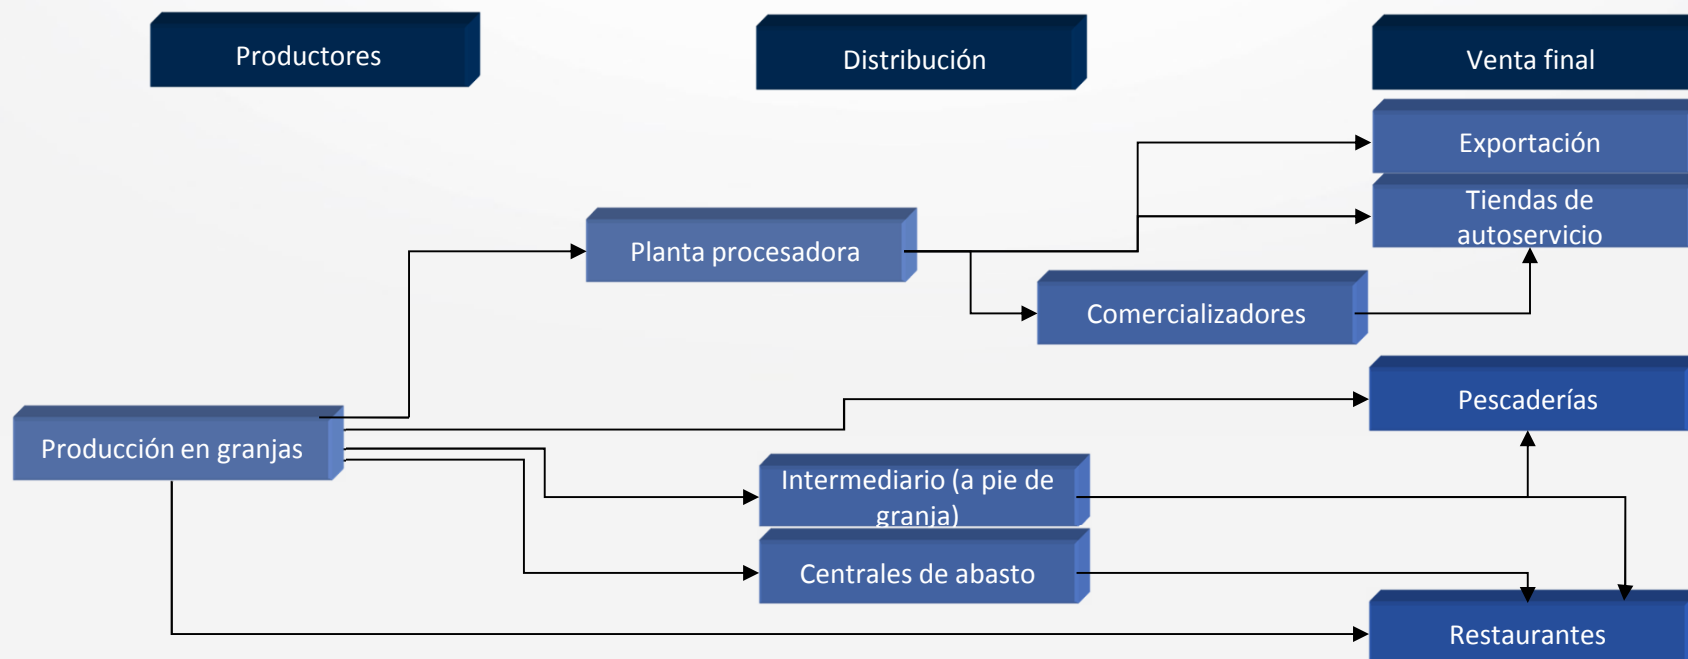 Productores
Distribución
Venta final
Exportación
Tiendas de
autoservicio
Planta procesadora
Comercializadores
Pescaderías
Producción en granjas
Intermediario (a pie de
granja)
Centrales de abasto
Restaurantes